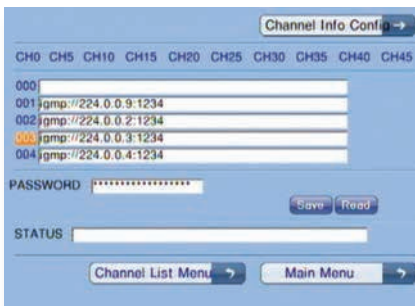 Channel Info Config
CH0 CH5 CH10 CH15 CH20 CH25 CH30 CH35 CH40 CH45
000
001 igmp://224.0.0.9:1234
002 igmp://224.0.0.2:1234
003 igmp://224.0.0.3:1234
004 igmp://224.0.0.4:1234
PASSWORD ******************
Save Read
STATUS
Channel List Menu Main Menu